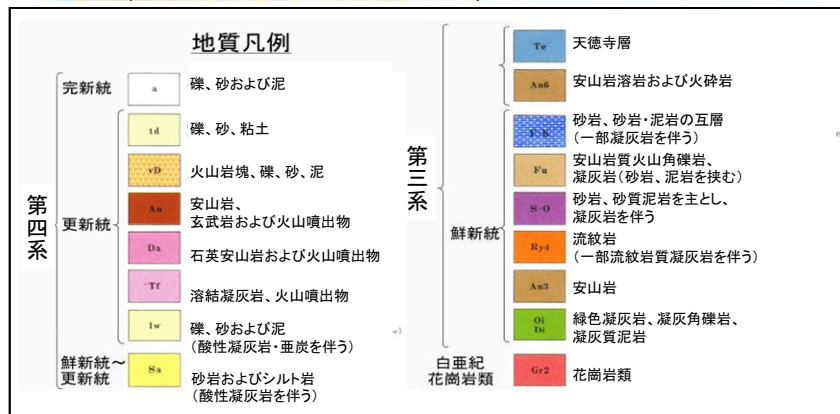 地質凡例
第四系
完新統
a
礫、砂および泥
更新統
td
礫、砂、粘土
vD
火山岩塊、礫、砂、泥
An
安山岩、
玄武岩および火山噴出物
Da
石英安山岩および火山噴出物
Tf
溶結凝灰岩、火山噴出物
Iw
礫、砂および泥
(酸性凝灰岩・亜炭を伴う)
鮮新統～
更新統
Sa
砂岩およびシルト岩
(酸性凝灰岩を伴う)
第三系
Te
天徳寺層
An6
安山岩溶岩および火砕岩
鮮新統
F-K
砂岩、砂岩・泥岩の互層
(一部凝灰岩を伴う)
Fu
安山岩質火山角礫岩、
凝灰岩(砂岩、泥岩を挟む)
S-O
砂岩、砂質泥岩を主とし、
凝灰岩を伴う
Ry4
流紋岩
(一部流紋岩質凝灰岩を伴う)
An3
安山岩
Oi
Di
緑色凝灰岩、凝灰角礫岩、
凝灰質泥岩
白亜紀
花崗岩類
Gr2
花崗岩類